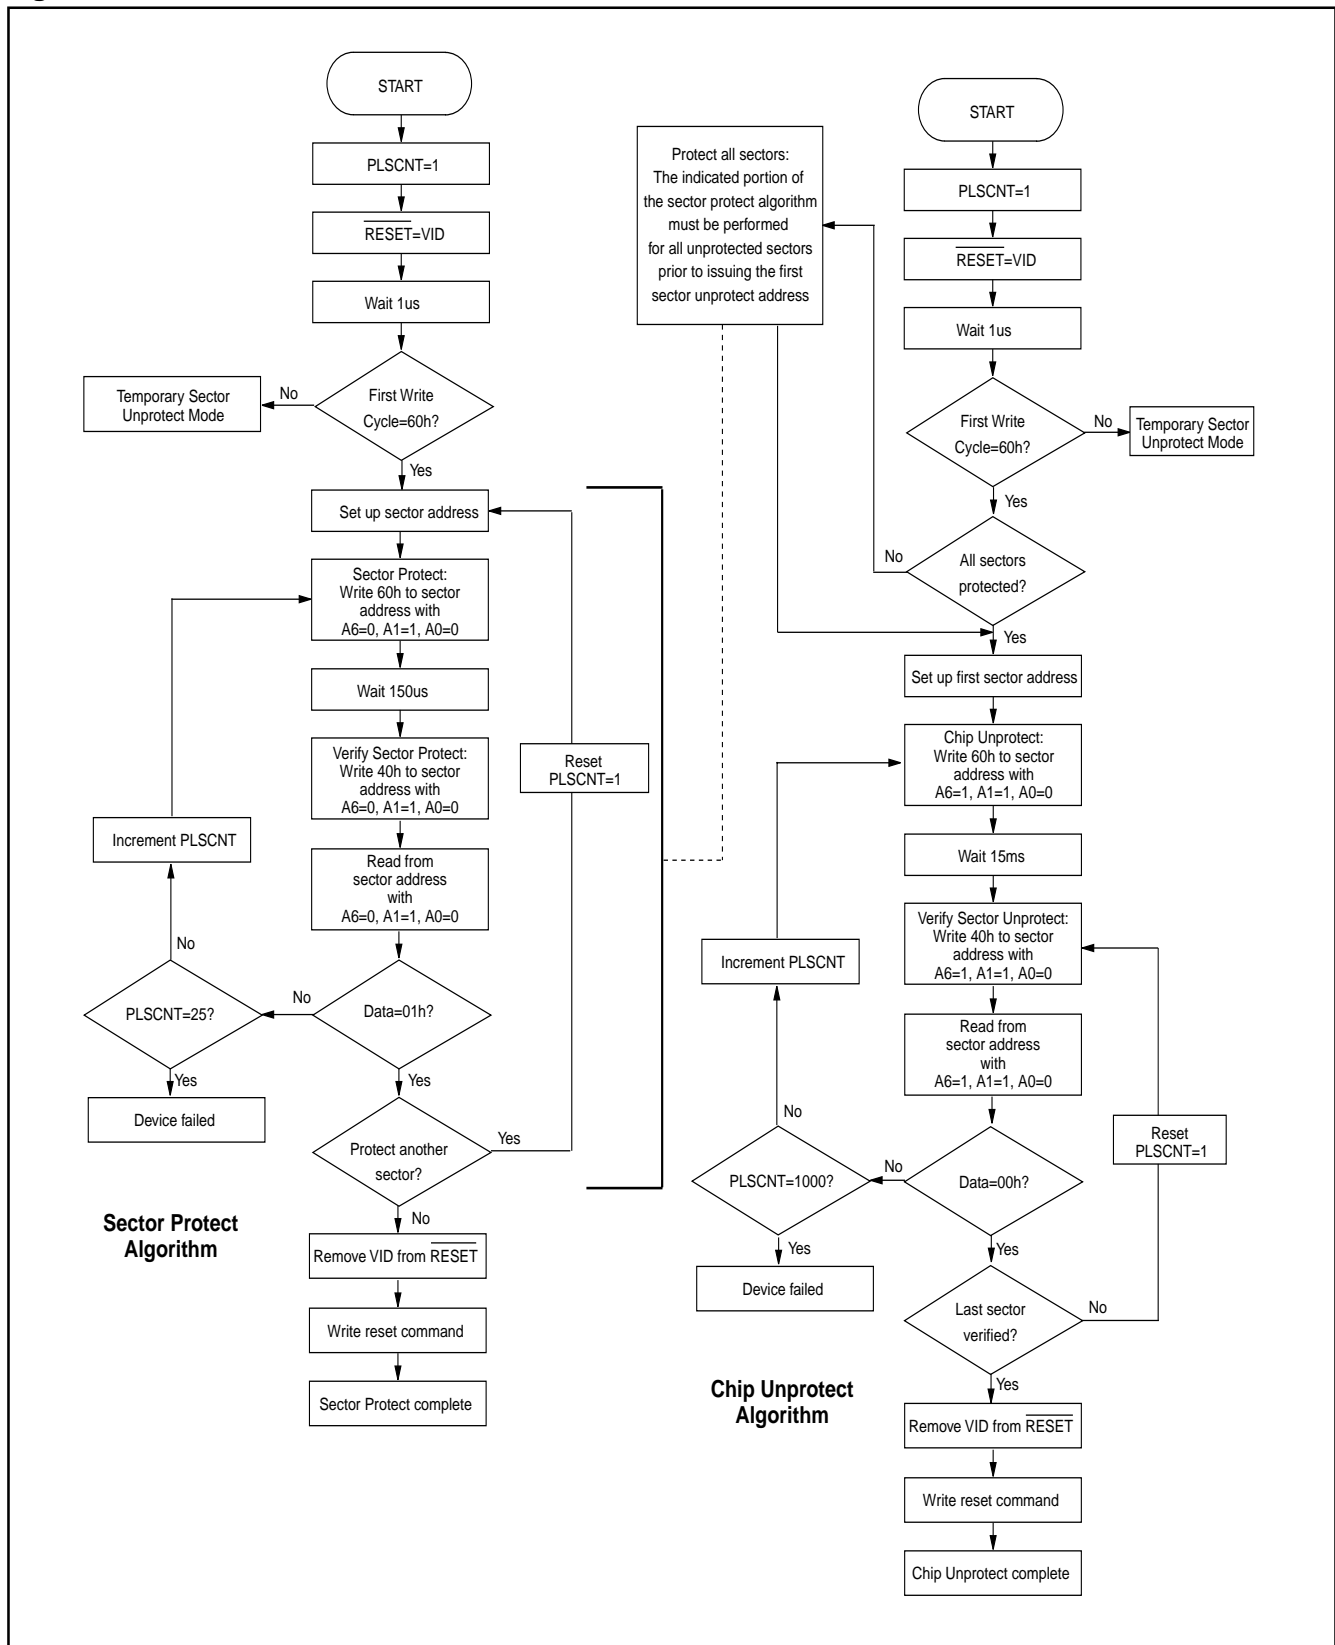 START
PLSCNT=1
RESET=VID
Wait 1us
First Write
Cycle=60h?
No
Temporary Sector
Unprotect Mode
Yes
Set up sector address
Sector Protect:
Write 60h to sector
address with
A6=0, A1=1, A0=0
Wait 150us
Verify Sector Protect:
Write 40h to sector
address with
A6=0, A1=1, A0=0
Reset
PLSCNT=1
Increment PLSCNT
Read from
sector address
with
A6=0, A1=1, A0=0
No
PLSCNT=25?
No
Data=01h?
Yes
Device failed
Yes
Protect another
sector?
Yes
No
Sector Protect
Algorithm
Remove VID from RESET
Write reset command
Sector Protect complete
Protect all sectors:
The indicated portion of
the sector protect algorithm
must be performed
for all unprotected sectors
prior to issuing the first
sector unprotect address
START
PLSCNT=1
RESET=VID
Wait 1us
First Write
Cycle=60h?
No
Temporary Sector
Unprotect Mode
Yes
No
All sectors
protected?
Yes
Set up first sector address
Chip Unprotect:
Write 60h to sector
address with
A6=1, A1=1, A0=0
Wait 15ms
Verify Sector Unprotect:
Write 40h to sector
address with
A6=1, A1=1, A0=0
Increment PLSCNT
Read from
sector address
with
A6=1, A1=1, A0=0
No
Reset
PLSCNT=1
PLSCNT=1000?
No
Data=00h?
Yes
Device failed
Yes
Last sector
verified?
No
Yes
Chip Unprotect
Algorithm
Remove VID from RESET
Write reset command
Chip Unprotect complete